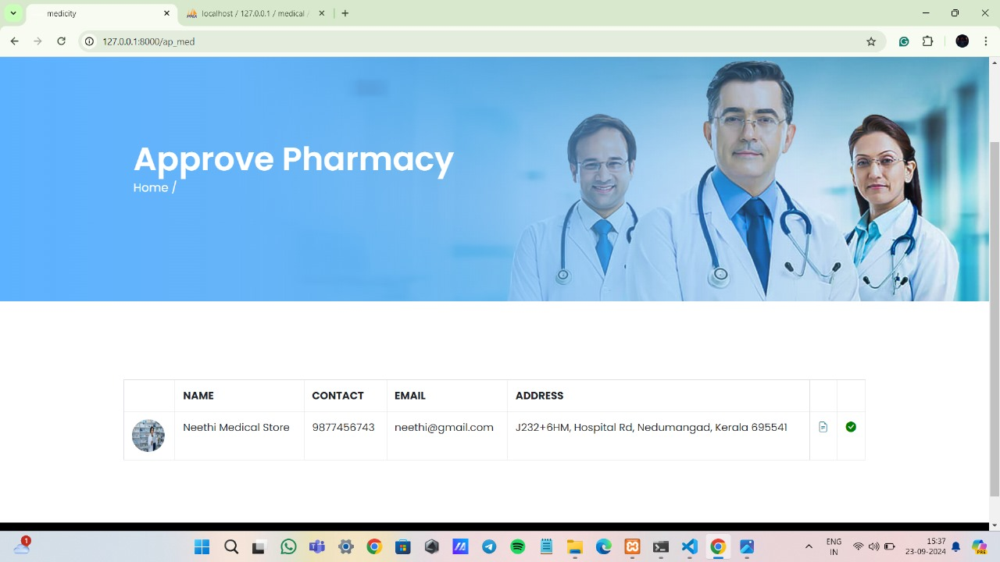 medicity
localhost / 127.0.0.1 / medical /
127.0.0.1:8000/ap_med
Approve Pharmacy
Home /
NAME CONTACT EMAIL ADDRESS
Neethi Medical Store 9877456743 neethi@gmail.com J232+6HM, Hospital Rd, Nedumangad, Kerala 695541
1
ENG
IN
15:37
23-09-2024
PRE